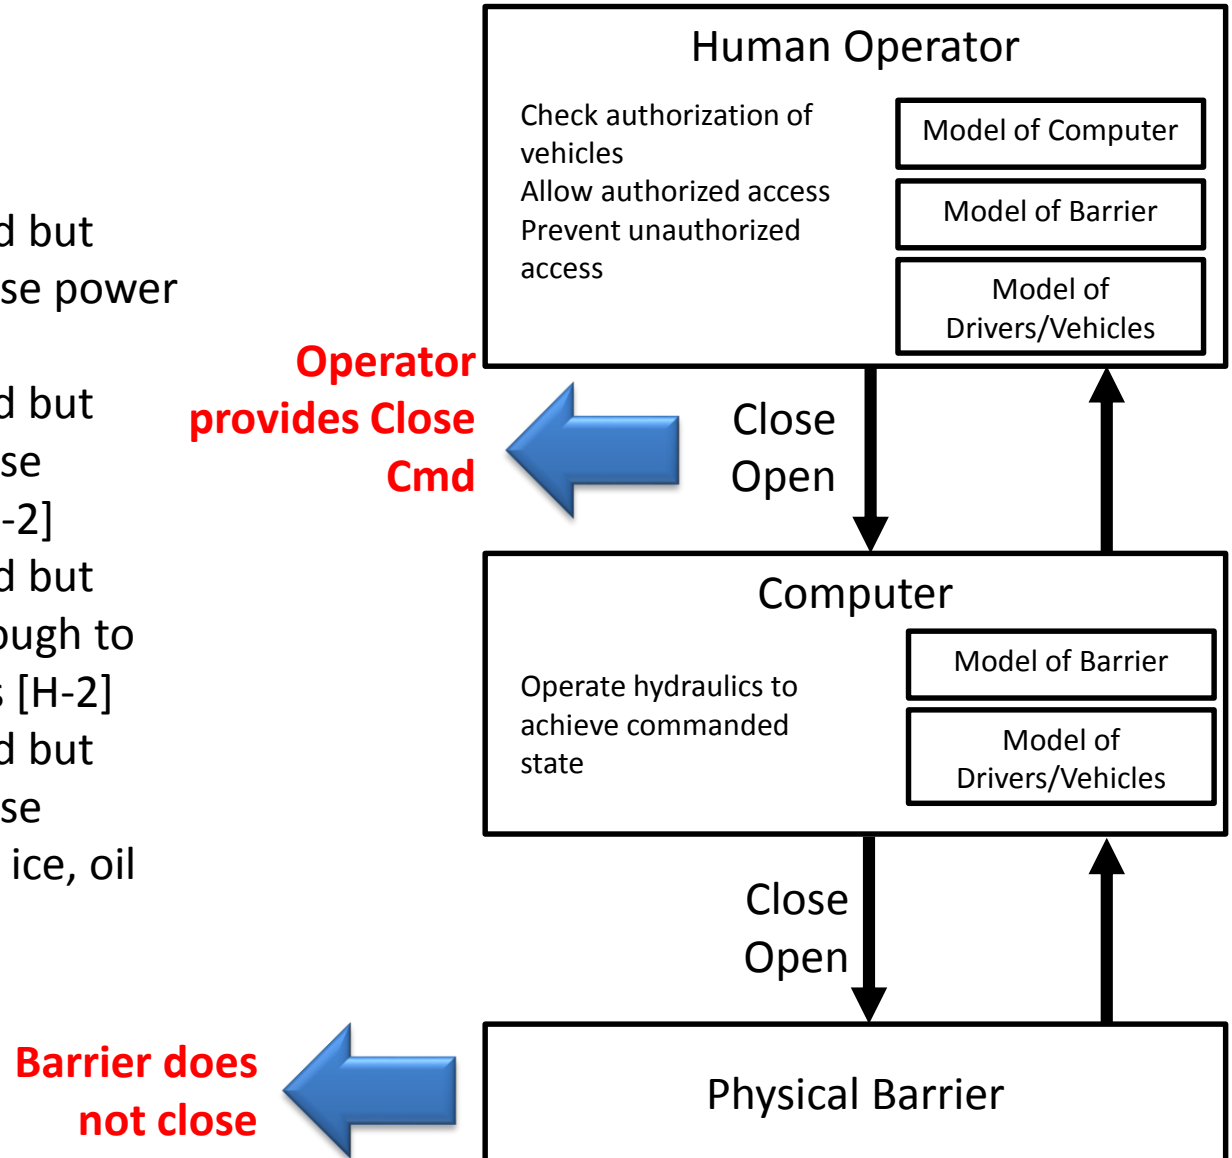 d but
se power
d but
se
-2]
d but
ough to
s [H-2]
d but
se
ice, oil
Operator
provides Close
Cmd
Barrier does
not close
Human Operator
Check authorization of
vehicles
Allow authorized access
Prevent unauthorized
access
Model of Computer
Model of Barrier
Model of
Drivers/Vehicles
Close
Open
Computer
Operate hydraulics to
achieve commanded
state
Model of Barrier
Model of
Drivers/Vehicles
Close
Open
Physical Barrier